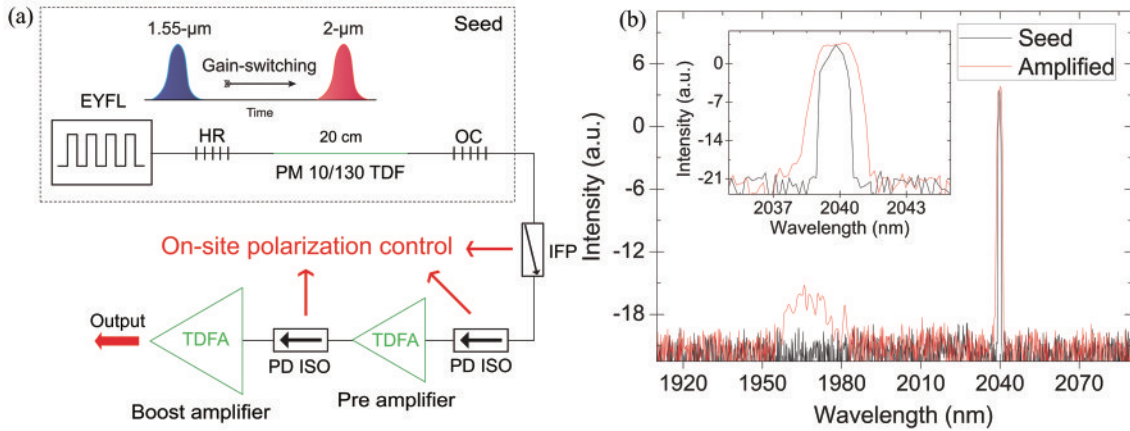 (a)
Seed
1.55-μm
2-μm
Gain-switching
Time
EYFL
HR
20 cm
OC
PM 10/130 TDF
IFP
On-site polarization control
Output
TDFA
TDFA
PD ISO
PD ISO
Pre amplifier
Boost amplifier
(b)
Seed
Amplified
Intensity (a.u.)
6
0
-6
-12
-18
1920
1950
1980
2010
2040
2070
Wavelength (nm)
Intensity (a.u.)
0
-7
-14
-21
2037
2040
2043
Wavelength (nm)